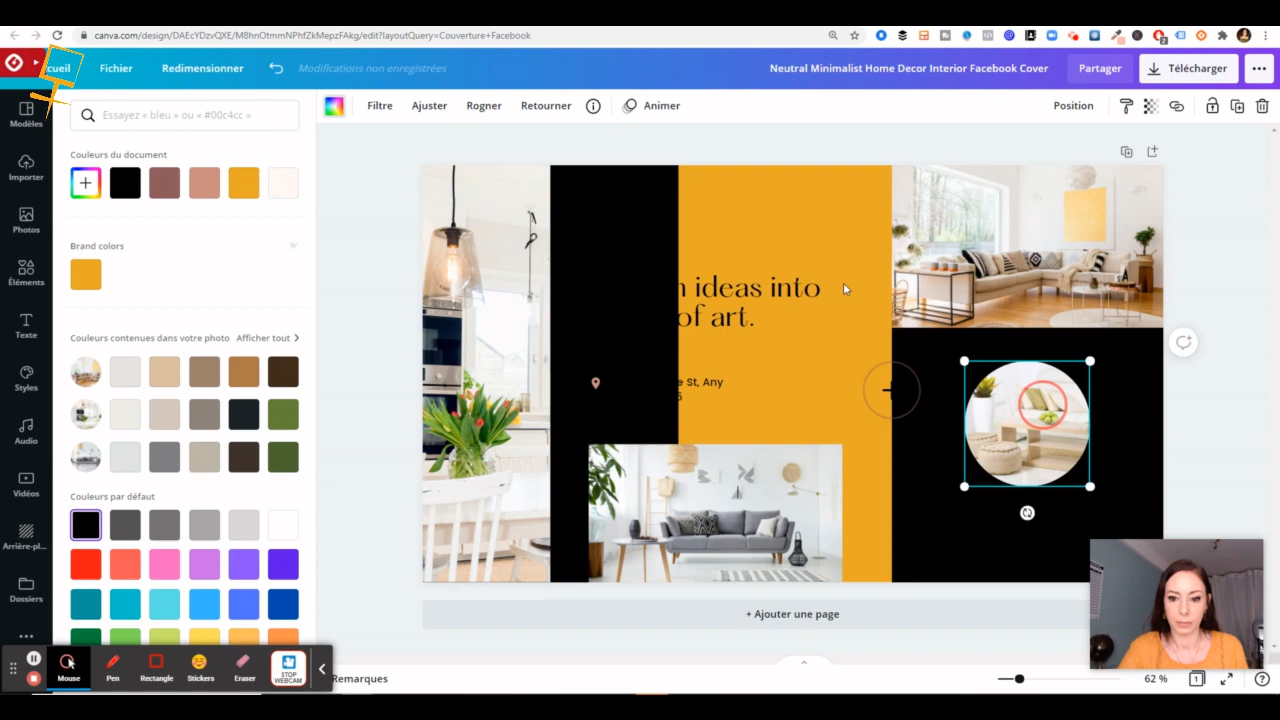 canva.com/design/DAEcYDzvQXE/M8hnOtmmNPhfZkMepzFAkg/edit?layoutQuery=Couverture+Facebook
cueil
Fichier
Redimensionner
Modifications non enregistrées
Neutral Minimalist Home Decor Interior Facebook Cover
Partager
Télécharger
Modèles
Importer
Photos
Éléments
Texte
Styles
Audio
Vidéos
Arrière-pl...
Dossiers
Essayez « bleu » ou « #00c4cc »
Filtre
Ajuster
Rogner
Retourner
Animer
Position
Couleurs du document
Brand colors
Couleurs contenues dans votre photo
Afficher tout
Couleurs par défaut
n ideas into
of art.
e St, Any
+ Ajouter une page
Mouse
Pen
Rectangle
Stickers
Eraser
STOP
WEBCAM
Remarques
62 %
1